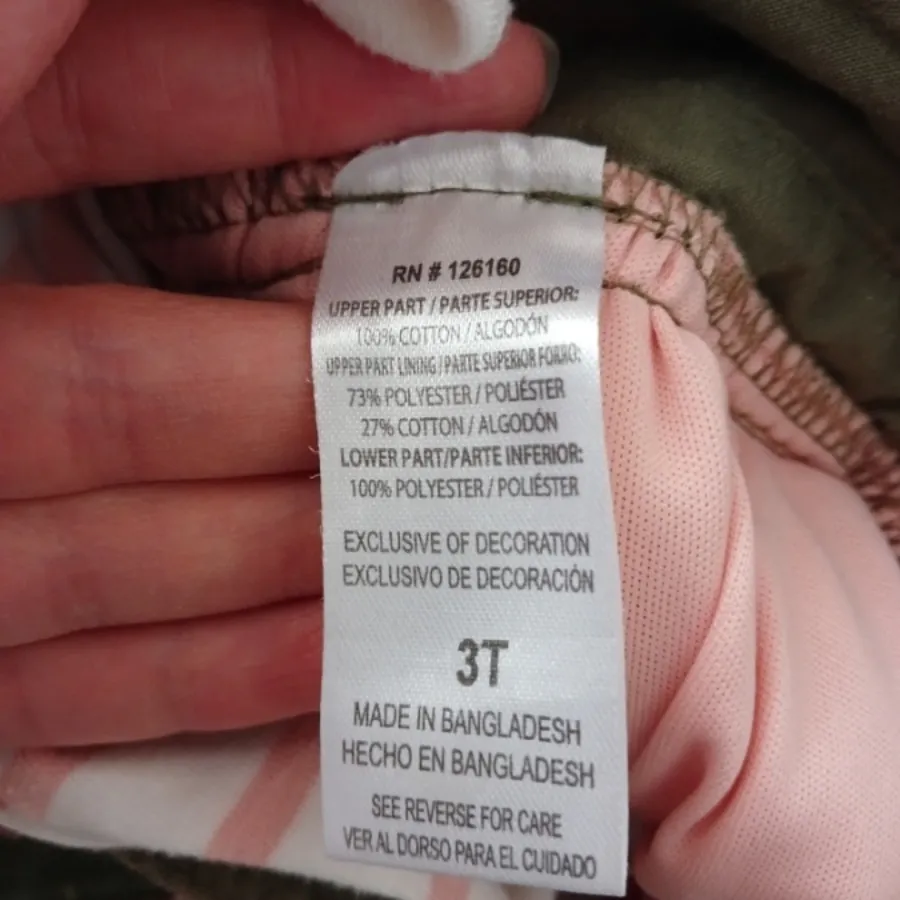 RN # 126160
UPPER PART / PARTE SUPERIOR:
100% COTTON / ALGODÓN
UPPER PART LINING / PARTE SUPERIOR FORRO:
73% POLYESTER / POLIÉSTER
27% COTTON / ALGODÓN
LOWER PART/PARTE INFERIOR:
100% POLYESTER / POLIÉSTER
EXCLUSIVE OF DECORATION
EXCLUSIVO DE DECORACIÓN
3T
MADE IN BANGLADESH
HECHO EN BANGLADESH
SEE REVERSE FOR CARE
VER AL DORSO PARA EL CUIDADO